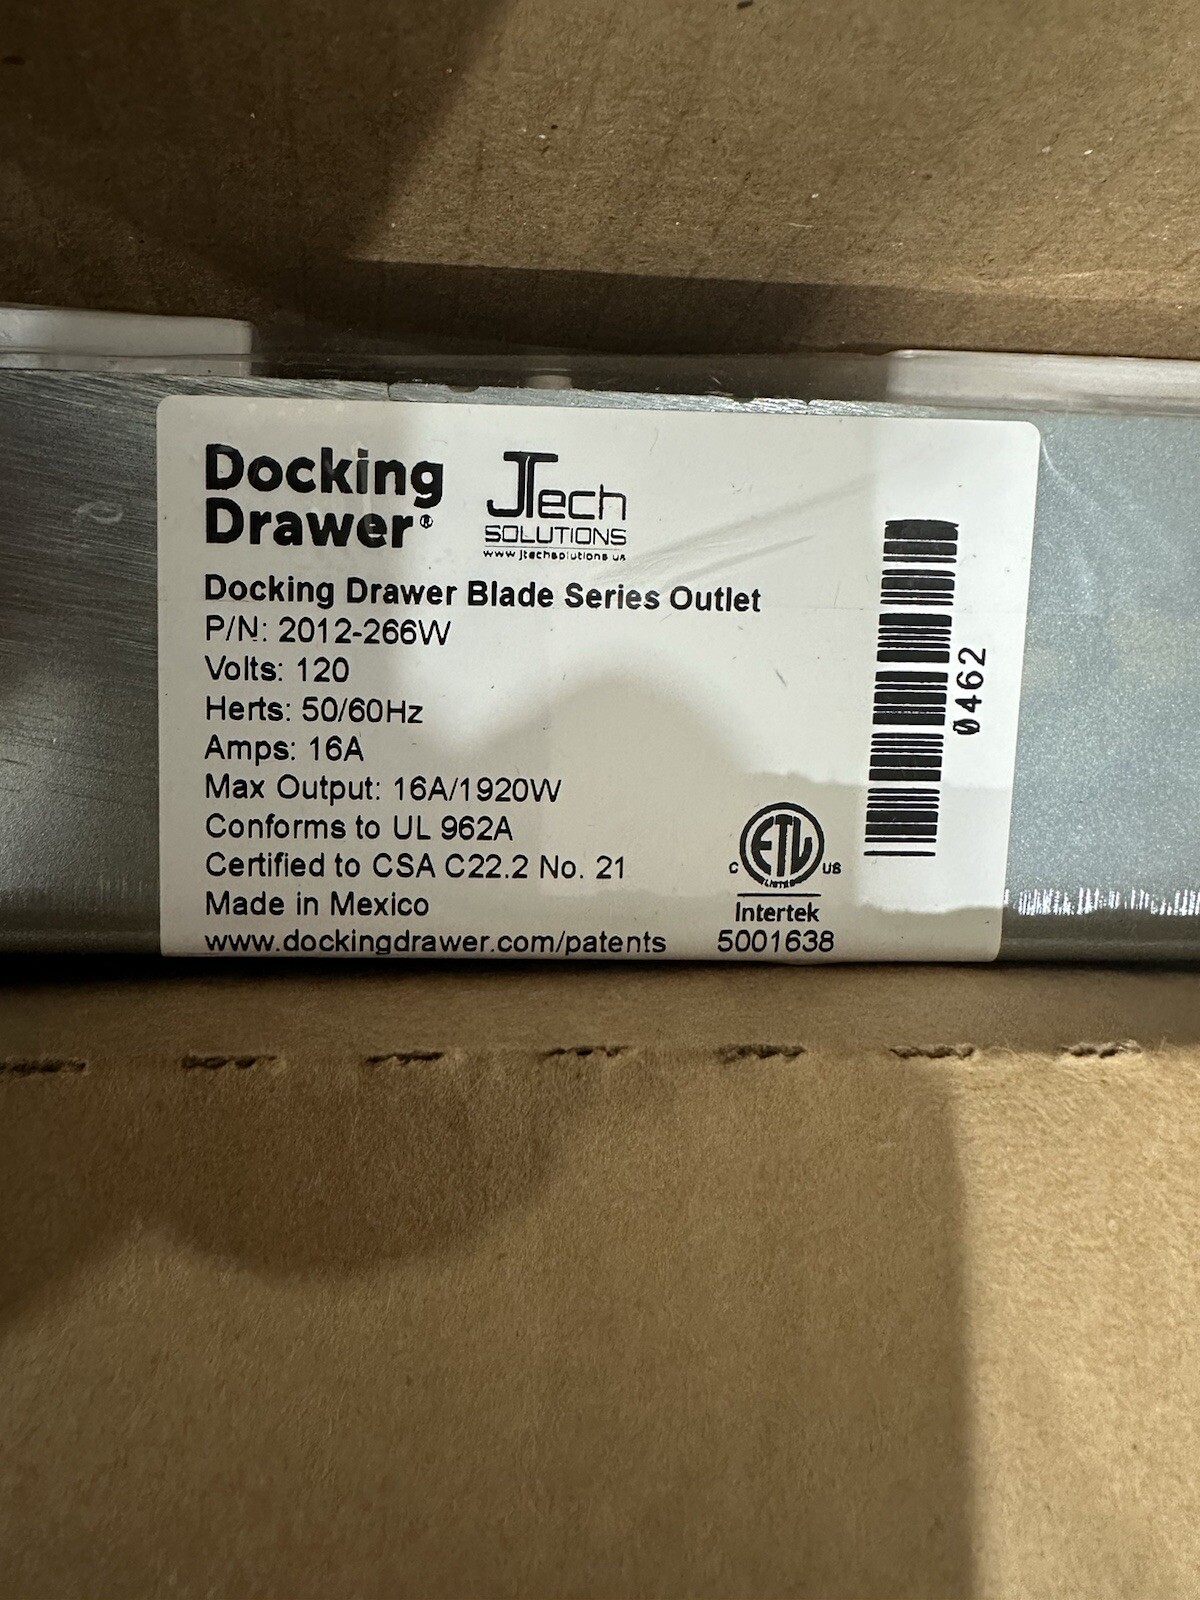 Docking
Drawer®
JTech
SOLUTIONS
www.jtechsplutions.us
Docking Drawer Blade Series Outlet
P/N: 2012-266W
Volts: 120
Herts: 50/60Hz
Amps: 16A
Max Output: 16A/1920W
Conforms to UL 962A
Certified to CSA C22.2 No. 21
Made in Mexico
www.dockingdrawer.com/patents
0462
C ETL US
LISTED
Intertek
5001638